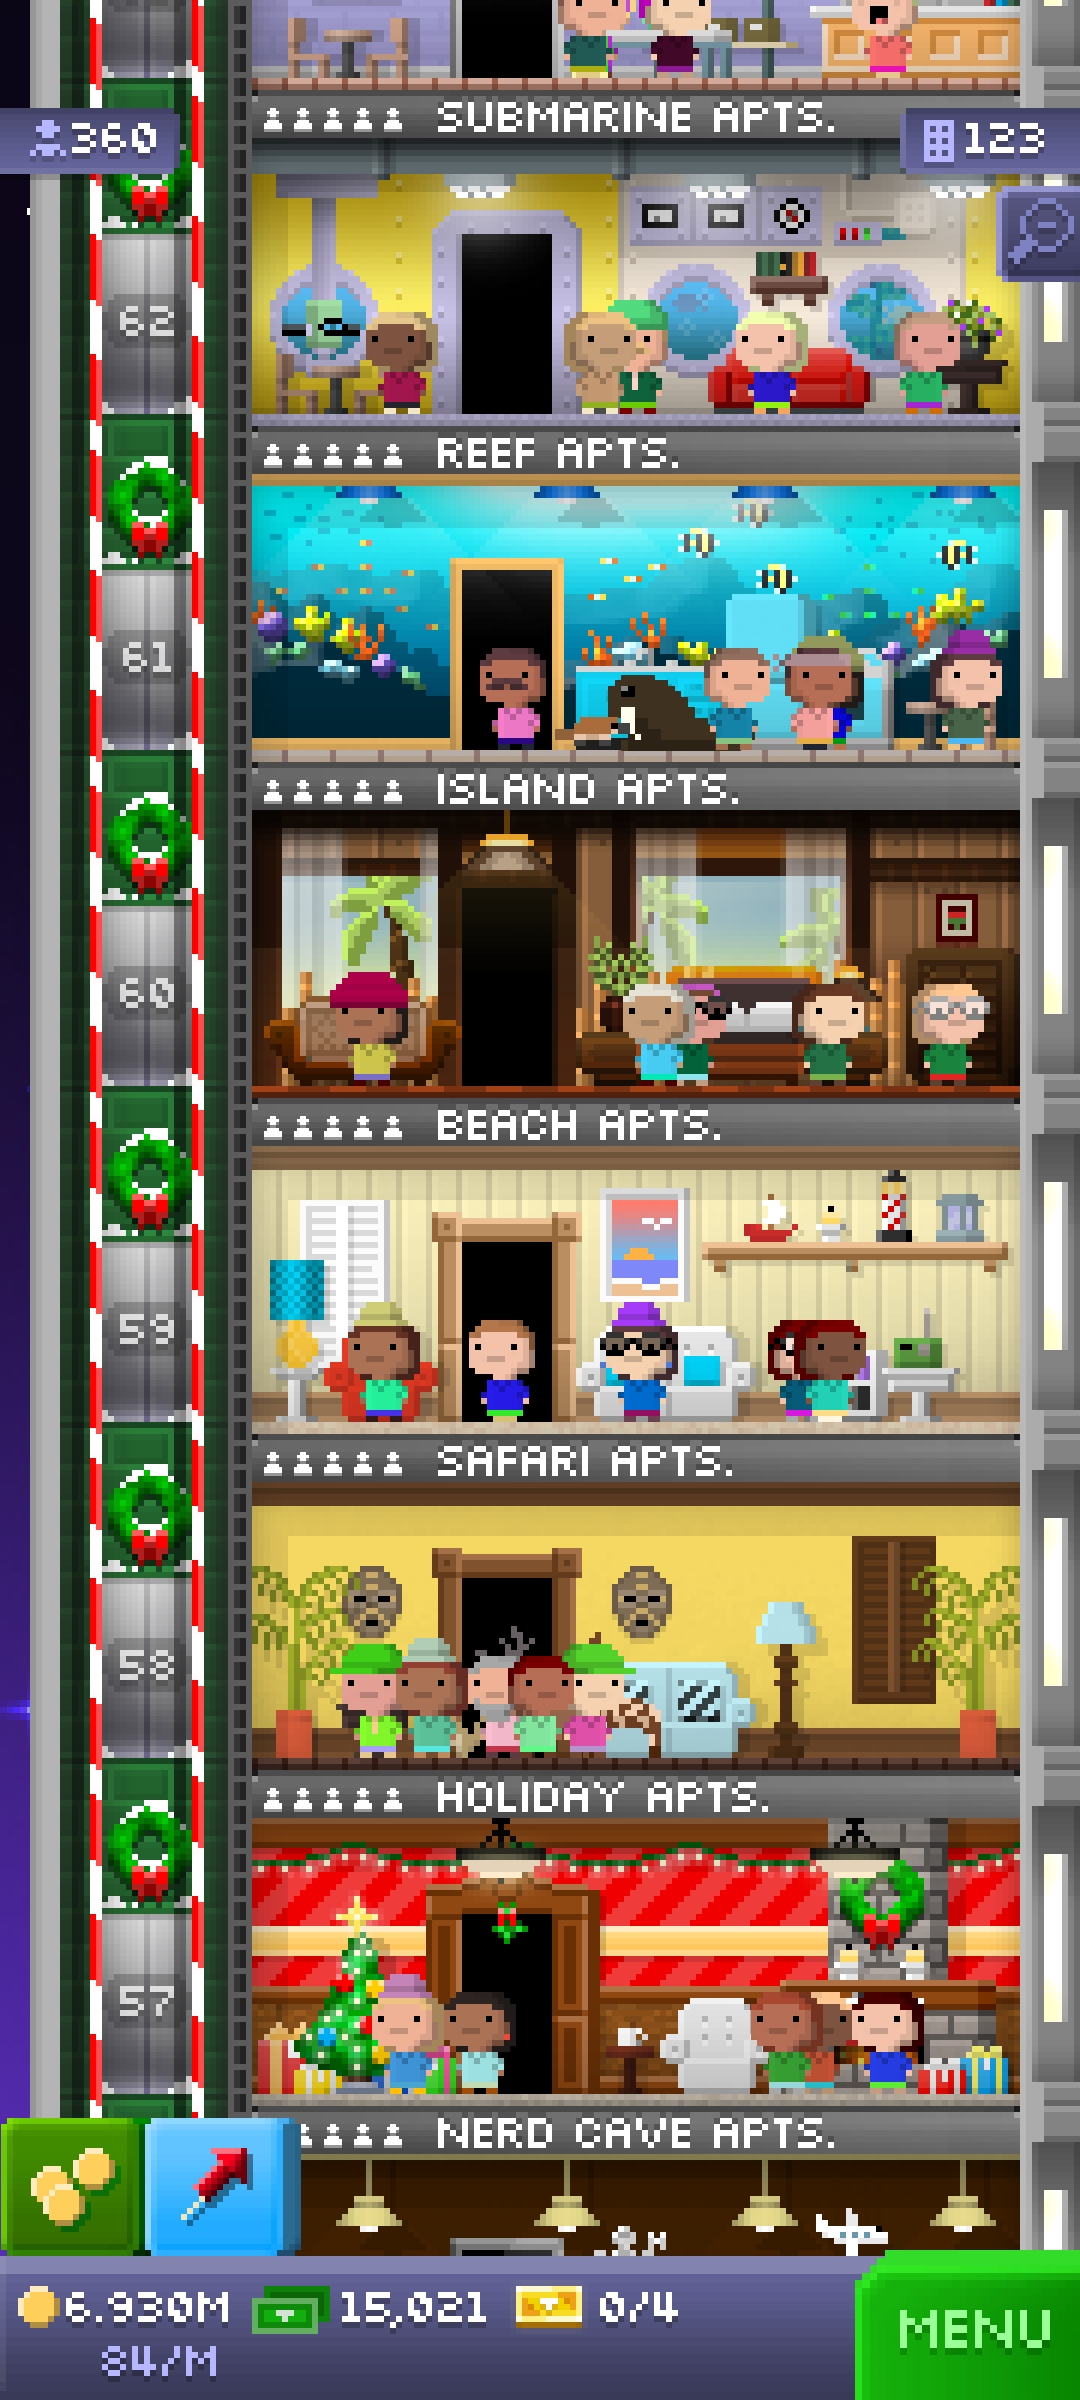 SUBMARINE APTS.
360
123
62
REEF APTS.
61
ISLAND APTS.
60
BEACH APTS.
59
SAFARI APTS.
58
HOLIDAY APTS.
57
NERD CAVE APTS.
6.930M
15,021
0/4
MENU
84/M